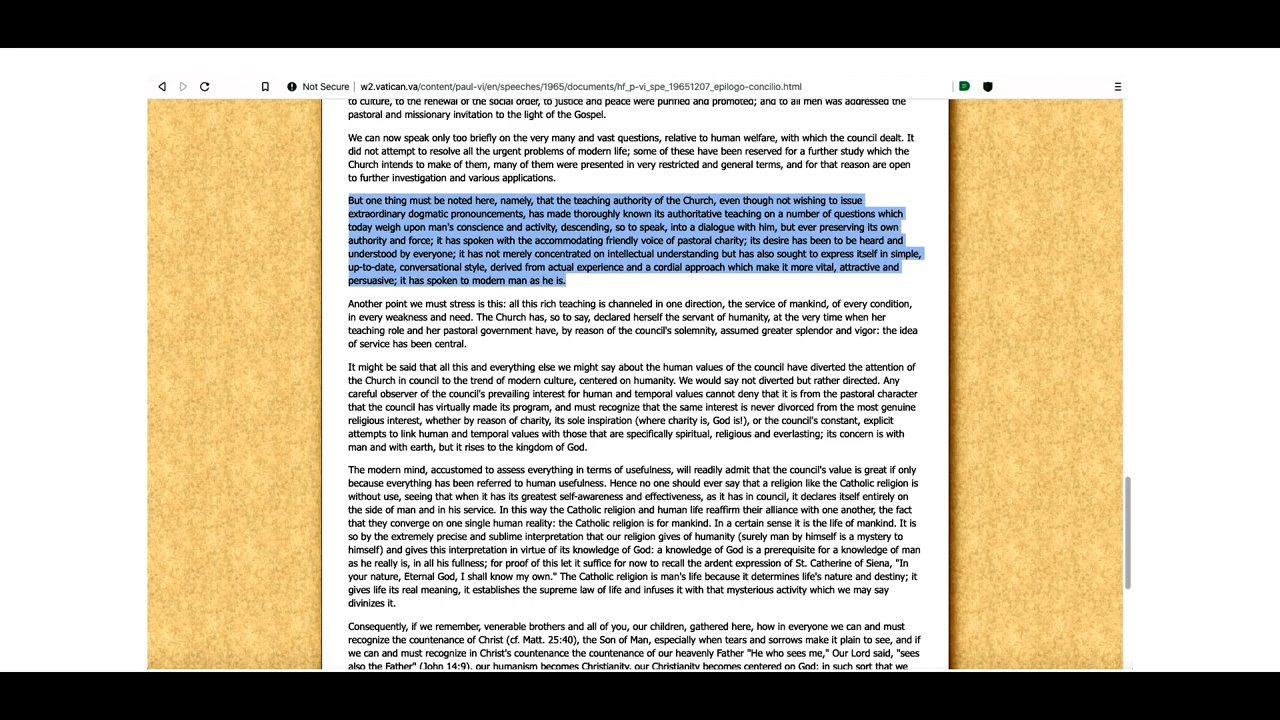 Not Secure | w2.vatican.va/content/paul-vi/en/speeches/1965/documents/hf_p-vi_spe_19651207_epilogo-concilio.html
to culture, to the renewal of the social order, to justice and peace were purified and promoted; and to all men was addressed the
pastoral and missionary invitation to the light of the Gospel.
We can now speak only too briefly on the very many and vast questions, relative to human welfare, with which the council dealt. It
did not attempt to resolve all the urgent problems of modern life; some of these have been reserved for a further study which the
Church intends to make of them, many of them were presented in very restricted and general terms, and for that reason are open
to further investigation and various applications.
But one thing must be noted here, namely, that the teaching authority of the Church, even though not wishing to issue
extraordinary dogmatic pronouncements, has made thoroughly known its authoritative teaching on a number of questions which
today weigh upon man's conscience and activity, descending, so to speak, into a dialogue with him, but ever preserving its own
authority and force; it has spoken with the accommodating friendly voice of pastoral charity; its desire has been to be heard and
understood by everyone; it has not merely concentrated on intellectual understanding but has also sought to express itself in simple,
up-to-date, conversational style, derived from actual experience and a cordial approach which make it more vital, attractive and
persuasive; it has spoken to modern man as he is.
Another point we must stress is this: all this rich teaching is channeled in one direction, the service of mankind, of every condition,
in every weakness and need. The Church has, so to say, declared herself the servant of humanity, at the very time when her
teaching role and her pastoral government have, by reason of the council's solemnity, assumed greater splendor and vigor: the idea
of service has been central.
It might be said that all this and everything else we might say about the human values of the council have diverted the attention of
the Church in council to the trend of modern culture, centered on humanity. We would say not diverted but rather directed. Any
careful observer of the council's prevailing interest for human and temporal values cannot deny that it is from the pastoral character
that the council has virtually made its program, and must recognize that the same interest is never divorced from the most genuine
religious interest, whether by reason of charity, its sole inspiration (where charity is, God is!), or the council's constant, explicit
attempts to link human and temporal values with those that are specifically spiritual, religious and everlasting; its concern is with
man and with earth, but it rises to the kingdom of God.
The modern mind, accustomed to assess everything in terms of usefulness, will readily admit that the council's value is great if only
because everything has been referred to human usefulness. Hence no one should ever say that a religion like the Catholic religion is
without use, seeing that when it has its greatest self-awareness and effectiveness, as it has in council, it declares itself entirely on
the side of man and in his service. In this way the Catholic religion and human life reaffirm their alliance with one another, the fact
that they converge on one single human reality: the Catholic religion is for mankind. In a certain sense it is the life of mankind. It is
so by the extremely precise and sublime interpretation that our religion gives of humanity (surely man by himself is a mystery to
himself) and gives this interpretation in virtue of its knowledge of God: a knowledge of God is a prerequisite for a knowledge of man
as he really is, in all his fullness; for proof of this let it suffice for now to recall the ardent expression of St. Catherine of Siena, "In
your nature, Eternal God, I shall know my own." The Catholic religion is man's life because it determines life's nature and destiny; it
gives life its real meaning, it establishes the supreme law of life and infuses it with that mysterious activity which we may say
divinizes it.
Consequently, if we remember, venerable brothers and all of you, our children, gathered here, how in everyone we can and must
recognize the countenance of Christ (cf. Matt. 25:40), the Son of Man, especially when tears and sorrows make it plain to see, and if
we can and must recognize in Christ's countenance the countenance of our heavenly Father "He who sees me," Our Lord said, "sees
also the Father" (John 14:9), our humanism becomes Christianity, our Christianity becomes centered on God; in such sort that we